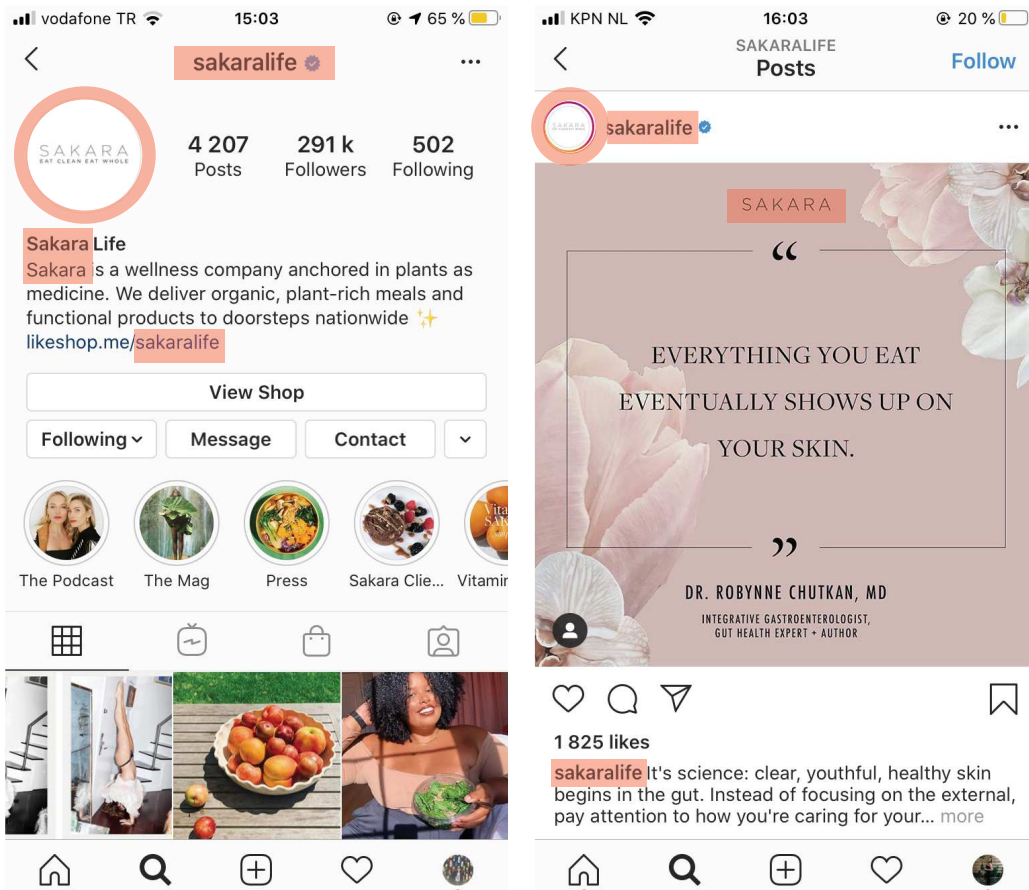 vodafone TR 15:03 65 %
sakaralife
SAKARA
EAT CLEAN EAT WHOLE
4 207 291 k 502
Posts Followers Following
Sakara Life
Sakara is a wellness company anchored in plants as
medicine. We deliver organic, plant-rich meals and
functional products to doorsteps nationwide ✨
likeshop.me/sakaralife
View Shop
Following Message Contact
The Podcast The Mag Press Sakara Clie... Vitamin
KPN NL 16:03 20 %
SAKARALIFE
Posts Follow
SAKARA
sakaralife
SAKARA
“
EVERYTHING YOU EAT
EVENTUALLY SHOWS UP ON
YOUR SKIN.
”
DR. ROBYNNE CHUTKAN, MD
INTEGRATIVE GASTROENTEROLOGIST,
GUT HEALTH EXPERT + AUTHOR
1 825 likes
sakaralife It's science: clear, youthful, healthy skin
begins in the gut. Instead of focusing on the external,
pay attention to how you're caring for your... more